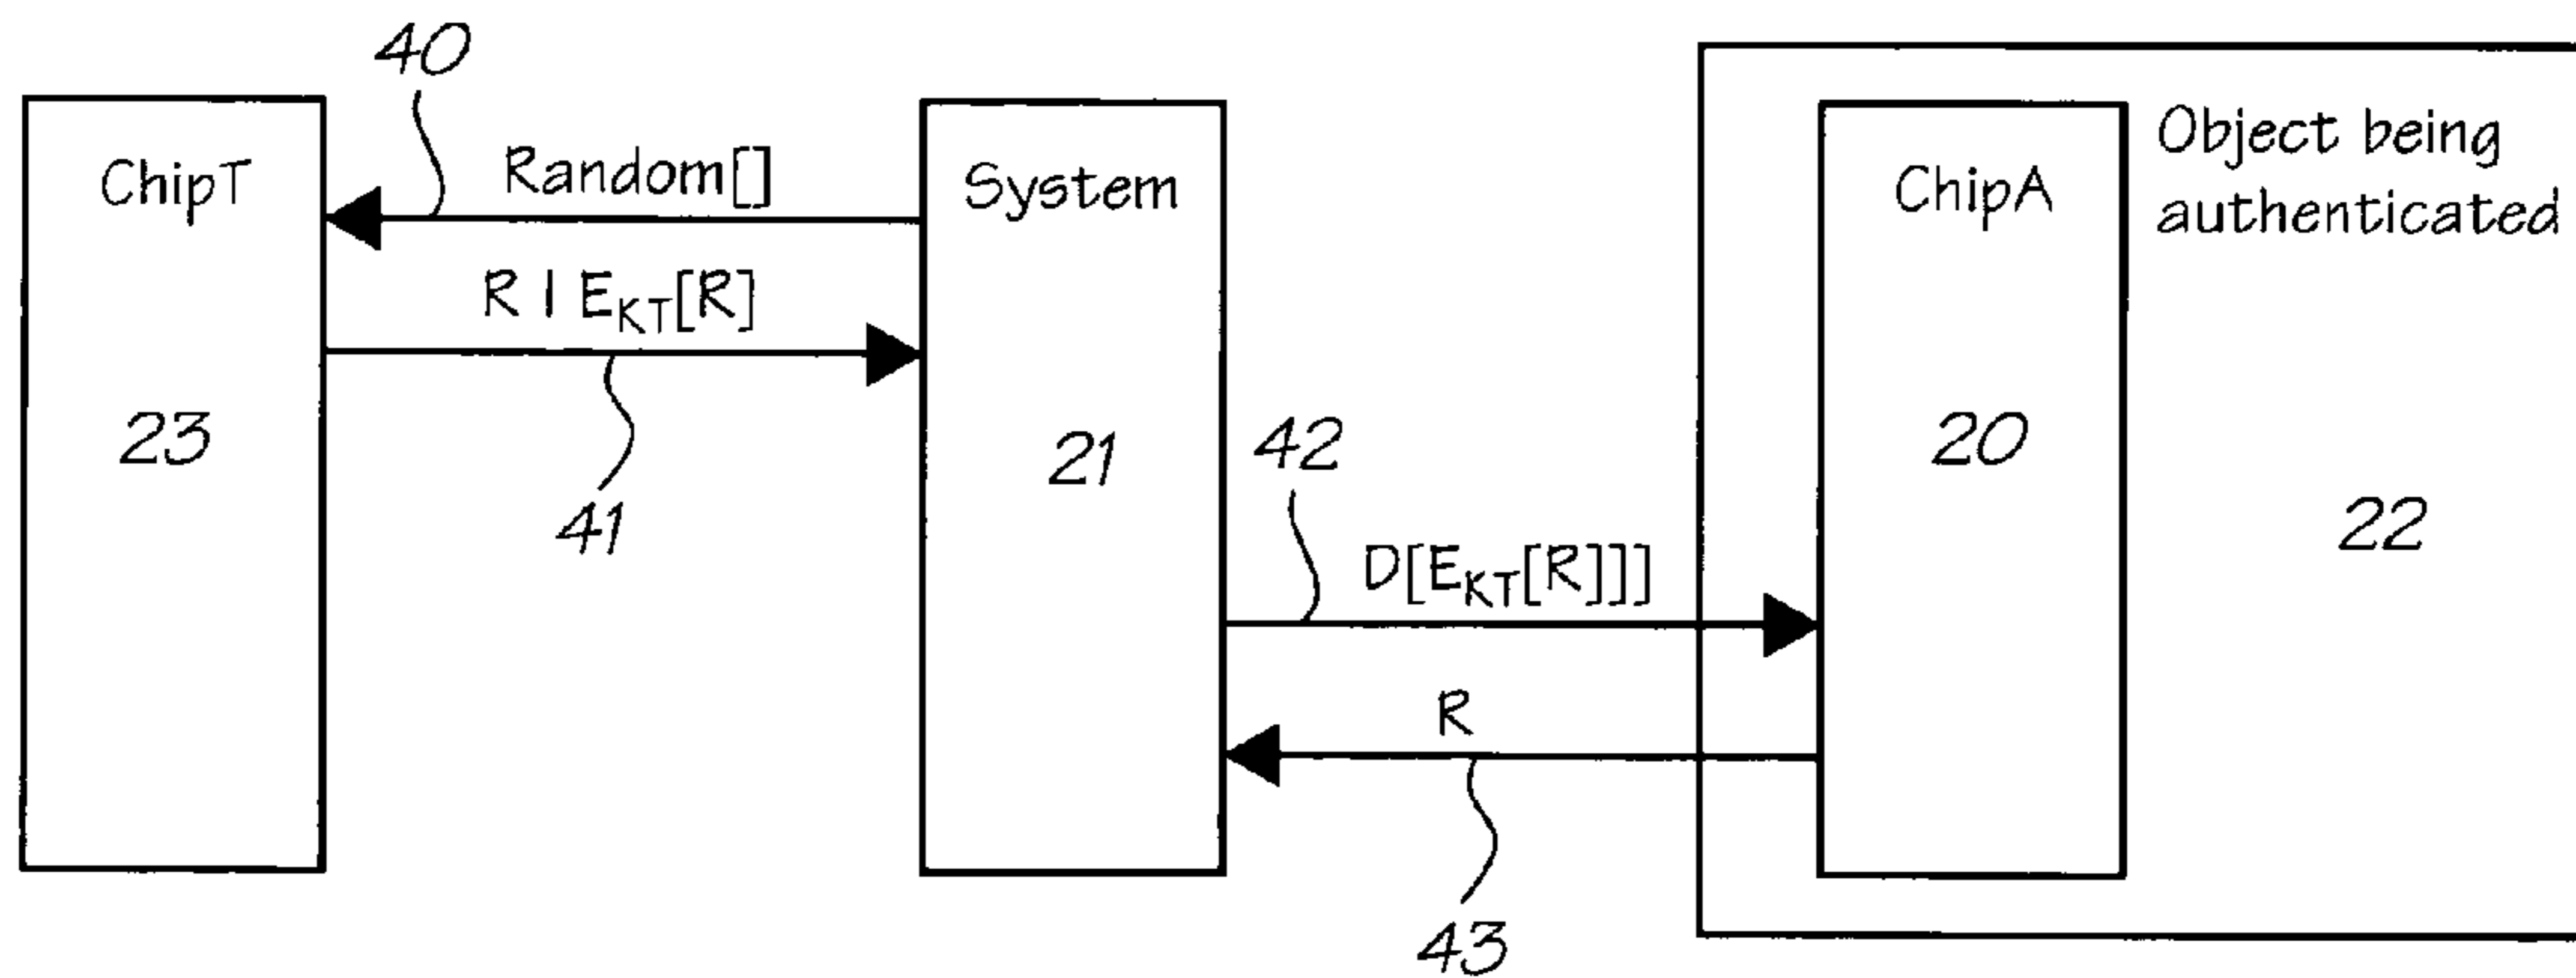 40
ChipT
Random[]
System
ChipA
Object being
authenticated
R | E_KT[R]
23
21
20
22
41
42
D[E_KT[R]]]
R
43